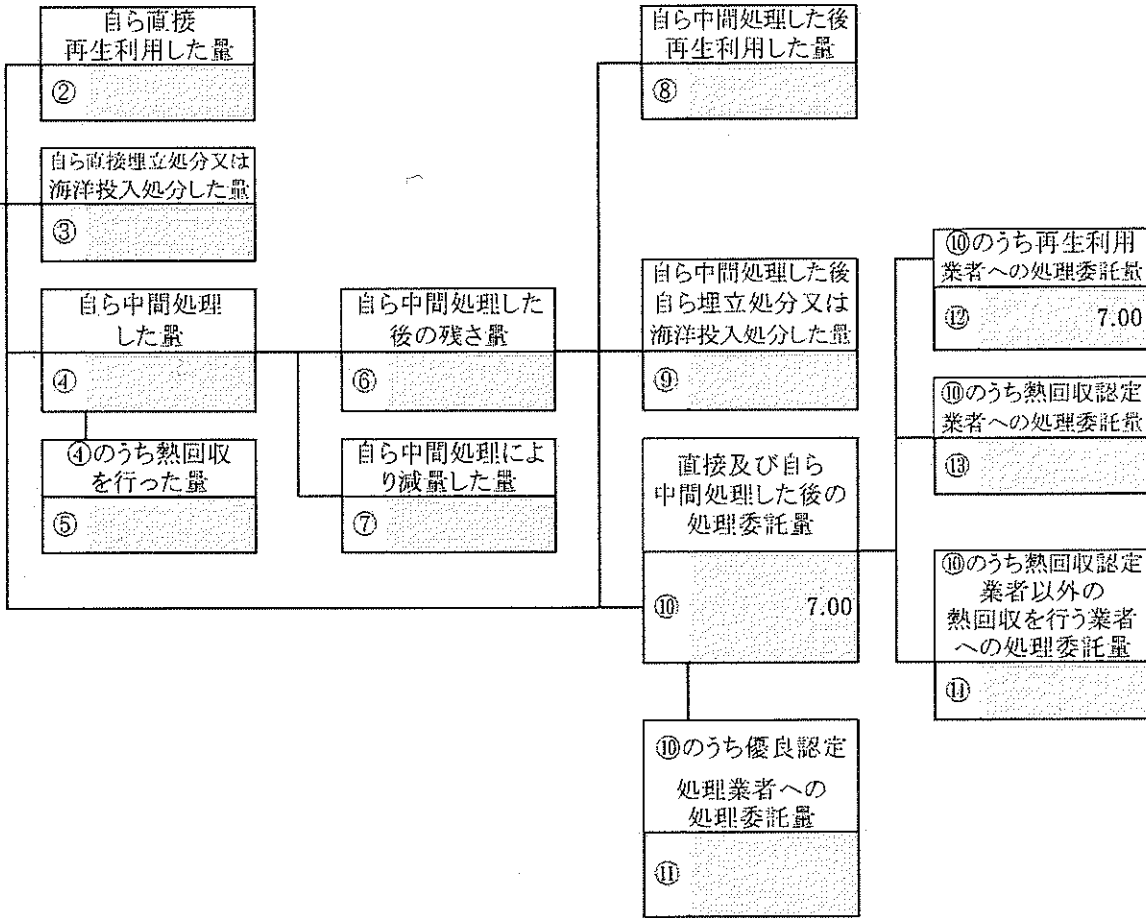 自ら直接
再生利用した量
②
自ら直接埋立処分又は
海洋投入処分した量
③
自ら中間処理
した量
④
④のうち熱回収
を行った量
⑤
自ら中間処理した
後の残さ量
⑥
自ら中間処理によ
り減量した量
⑦
自ら中間処理した後
再生利用した量
⑧
自ら中間処理した後
自ら埋立処分又は
海洋投入処分した量
⑨
直接及び自ら
中間処理した後の
処理委託量
⑩ 7.00
⑩のうち優良認定
処理業者への
処理委託量
⑪
⑩のうち再生利用
業者への処理委託量
⑫ 7.00
⑩のうち熱回収認定
業者への処理委託量
⑬
⑩のうち熱回収認定
業者以外の
熱回収を行う業者
への処理委託量
⑭